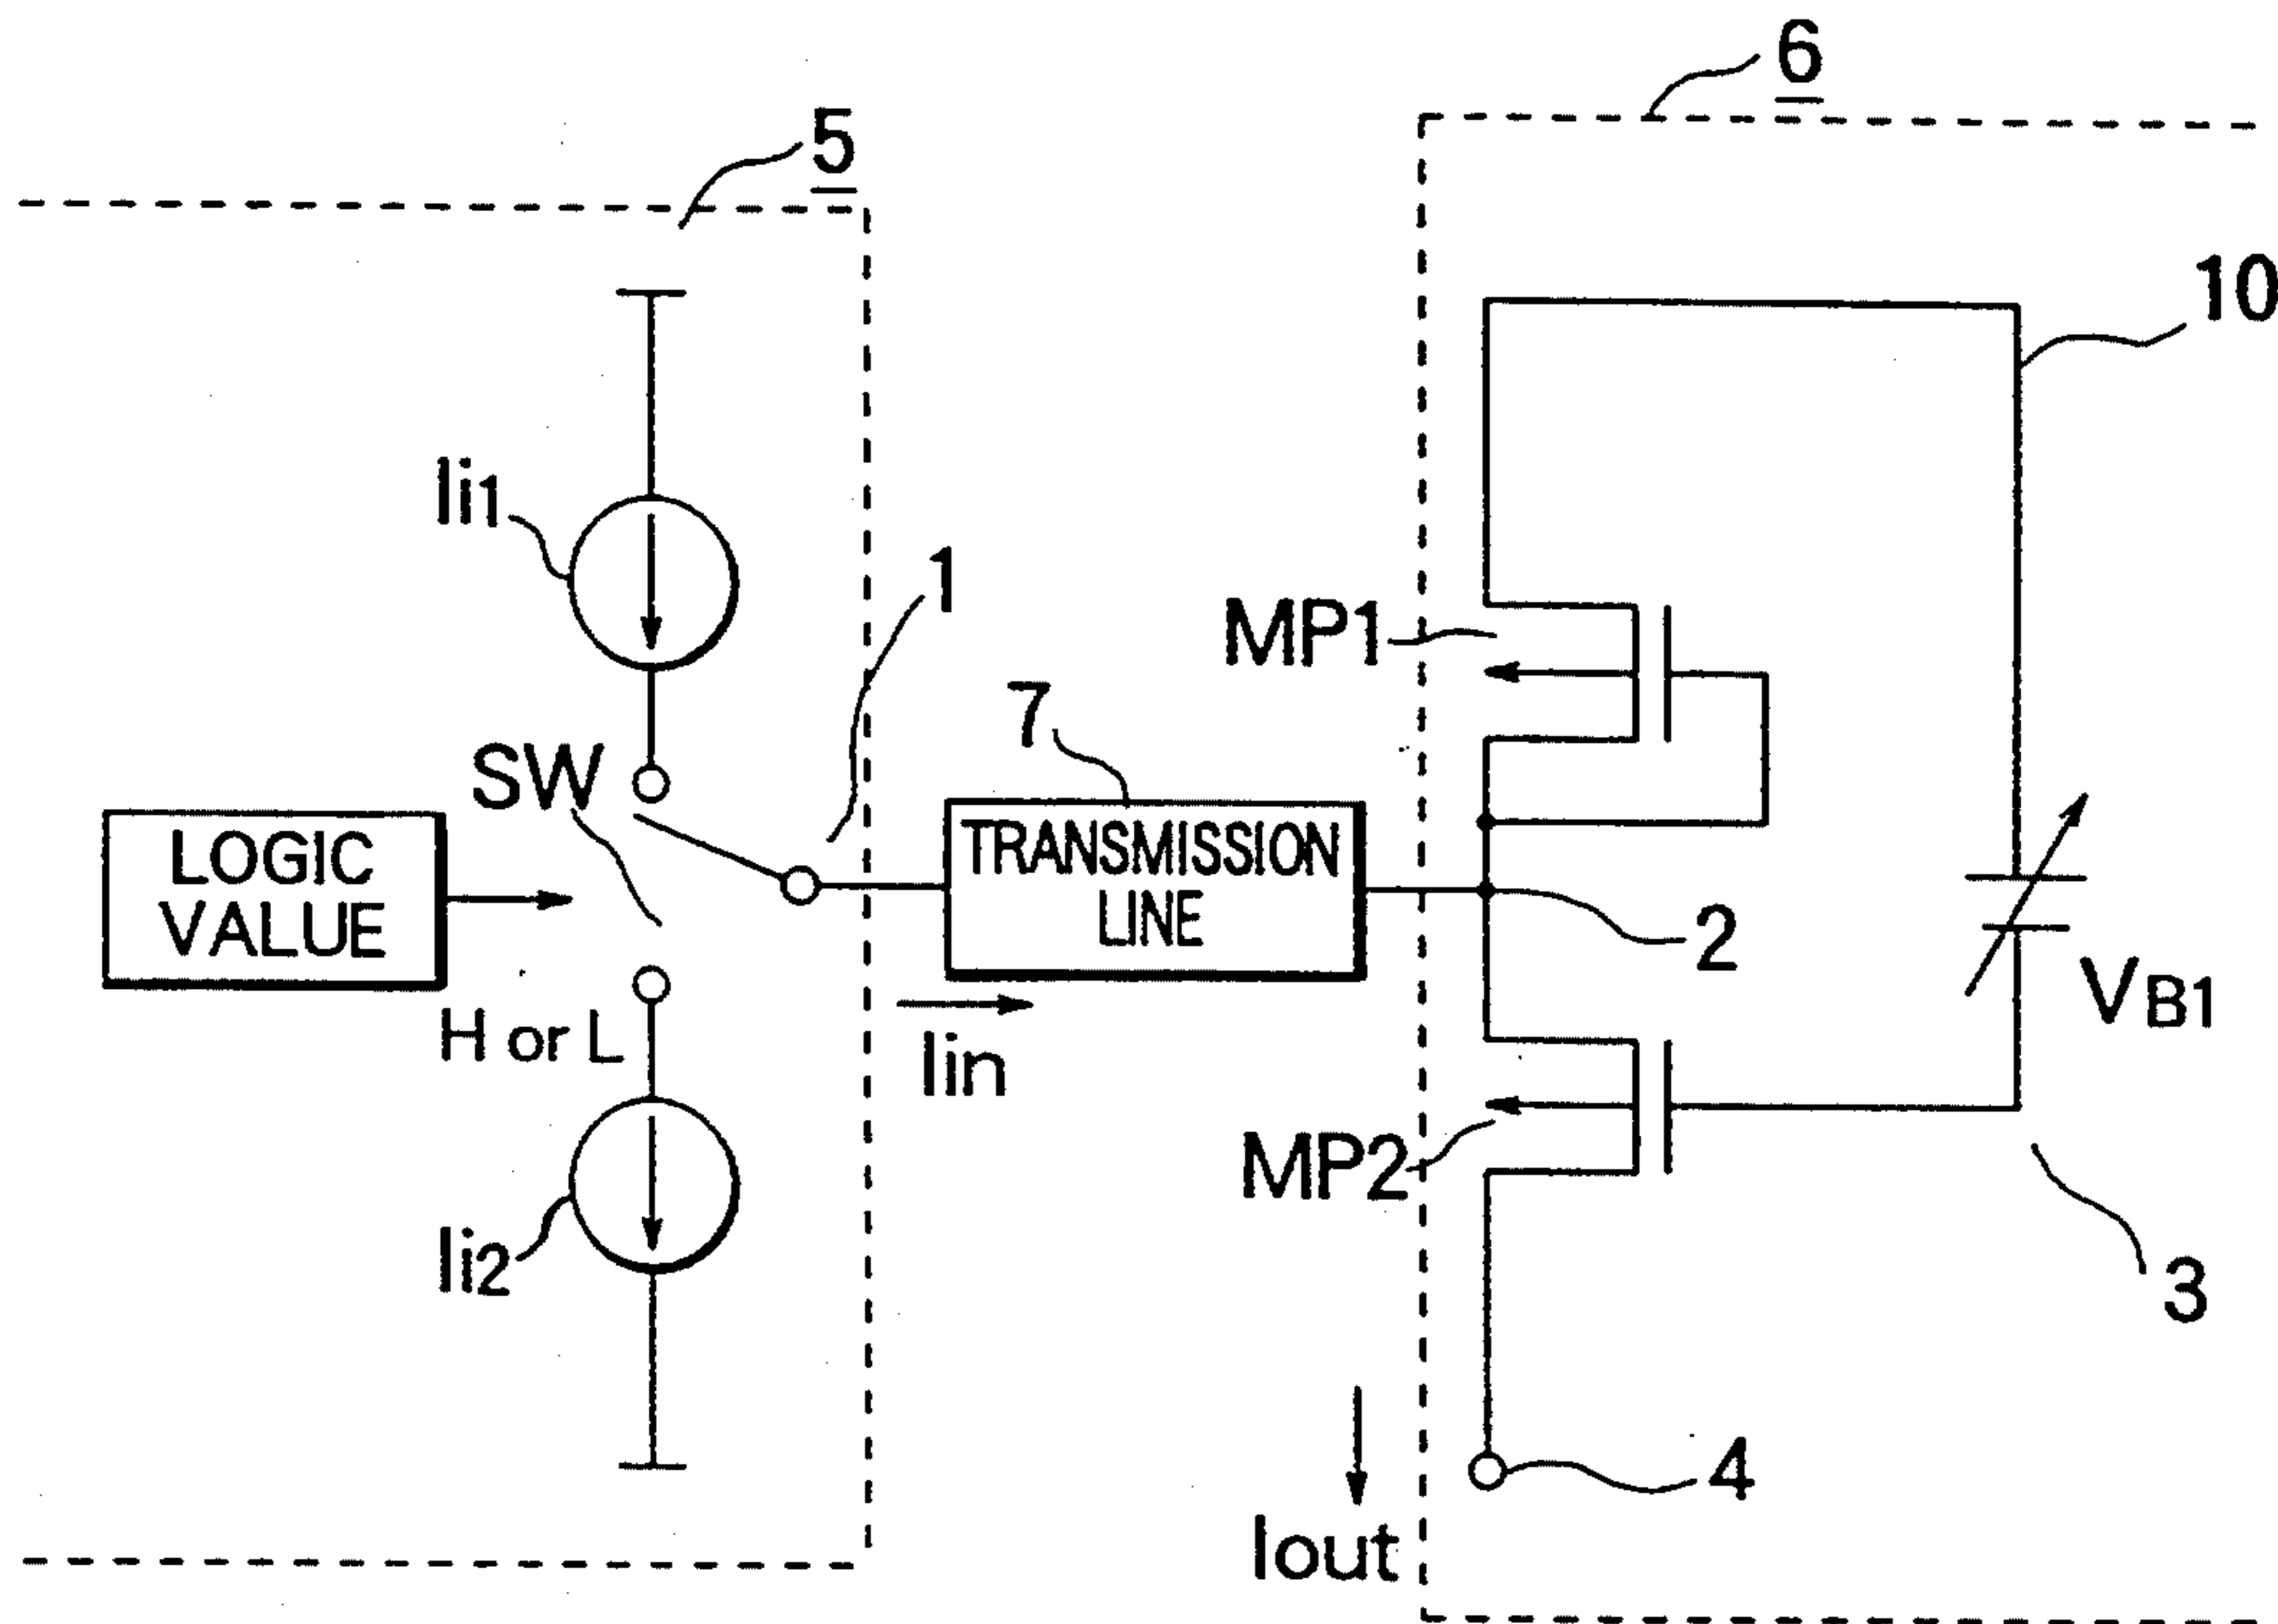 6
5
10
Ii1
1
MP1
7
SW
LOGIC
VALUE
TRANSMISSION
LINE
2
VB1
H or L
Iin
MP2
Ii2
3
4
Iout